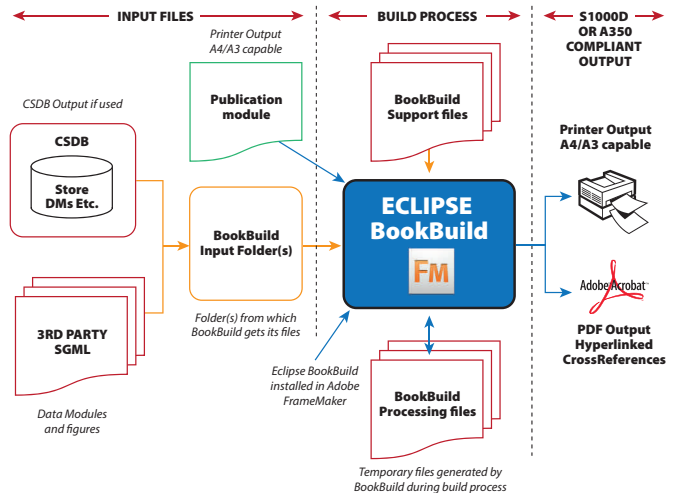 INPUT FILES
BUILD PROCESS
S1000D
OR A350
COMPLIANT
OUTPUT
Printer Output
A4/A3 capable
Publication
module
BookBuild
Support files
CSDB Output if used
CSDB
Store
DMs Etc.
Printer Output
A4/A3 capable
ECLIPSE
BookBuild
FM
BookBuild
Input Folder(s)
Adobe Acrobat™
3RD PARTY
SGML
Folder(s) from which
BookBuild gets its files
PDF Output
Hyperlinked
CrossReferences
Eclipse BookBuild
installed in Adobe
FrameMaker
BookBuild
Processing files
Data Modules
and figures
Temporary files generated by
BookBuild during build process